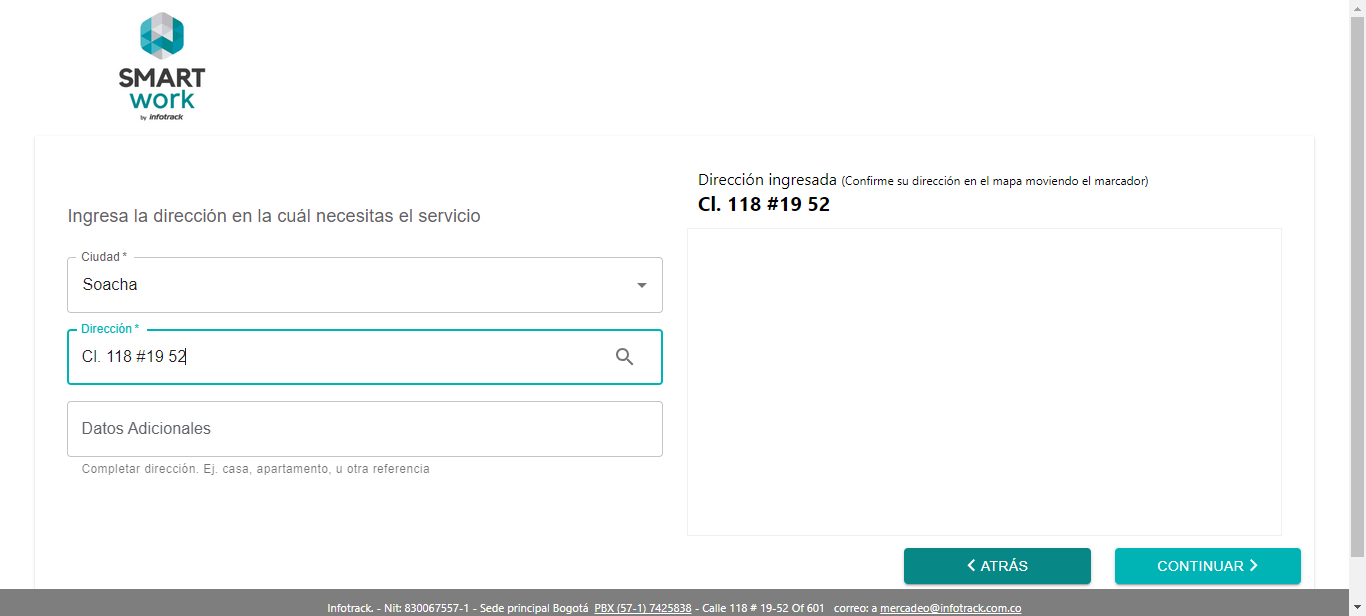 SMART
work
by infotrack
Dirección ingresada (Confirme su dirección en el mapa moviendo el marcador)
Cl. 118 #19 52
Ingresa la dirección en la cuál necesitas el servicio
Ciudad *
Soacha
Dirección *
Cl. 118 #19 52
Datos Adicionales
Completar dirección. Ej. casa, apartamento, u otra referencia
ATRÁS
CONTINUAR
Infotrack. - Nit: 830067557-1 - Sede principal Bogotá PBX (57-1) 7425838 - Calle 118 # 19-52 Of 601 correo: a mercadeo@infotrack.com.co